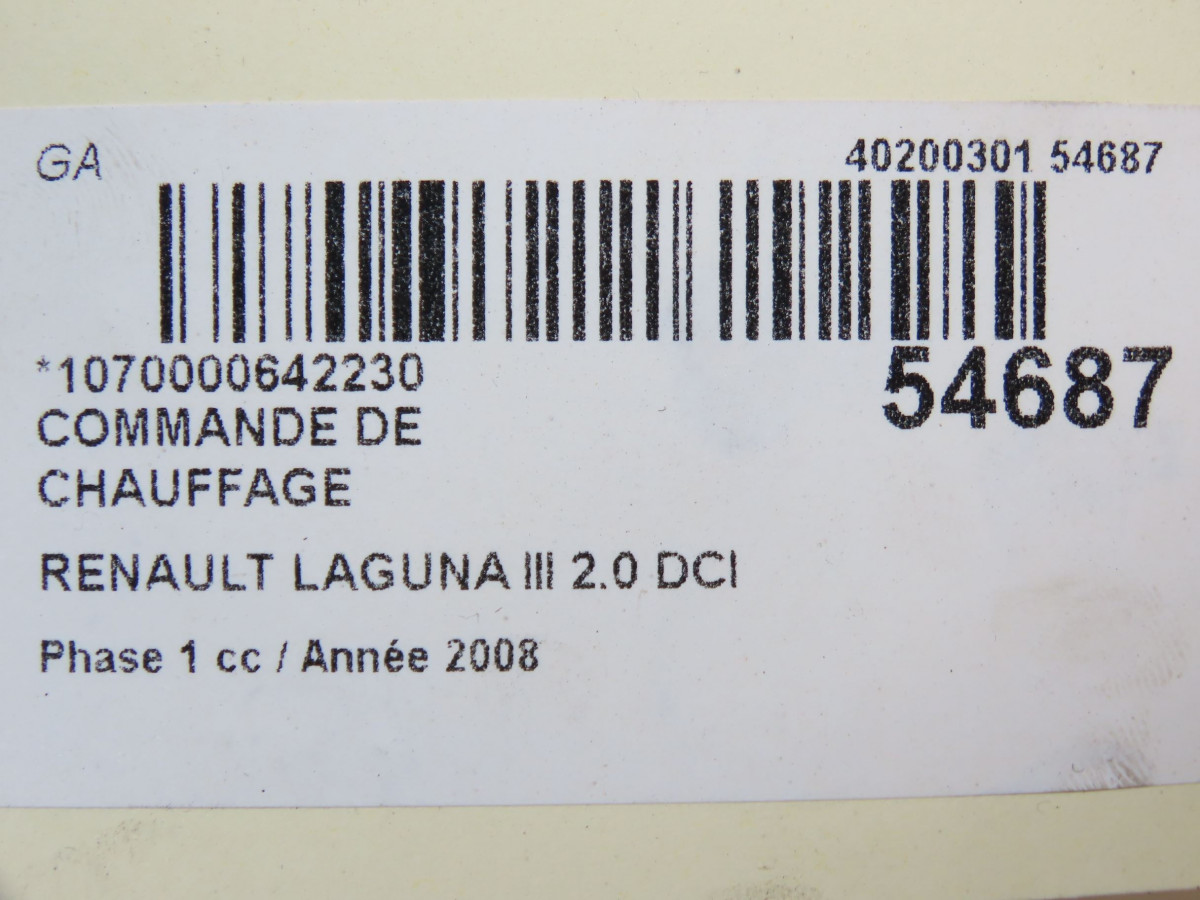 GA
40200301 54687
*1070000642230
54687
COMMANDE DE
CHAUFFAGE
RENAULT LAGUNA III 2.0 DCI
Phase 1 cc / Année 2008